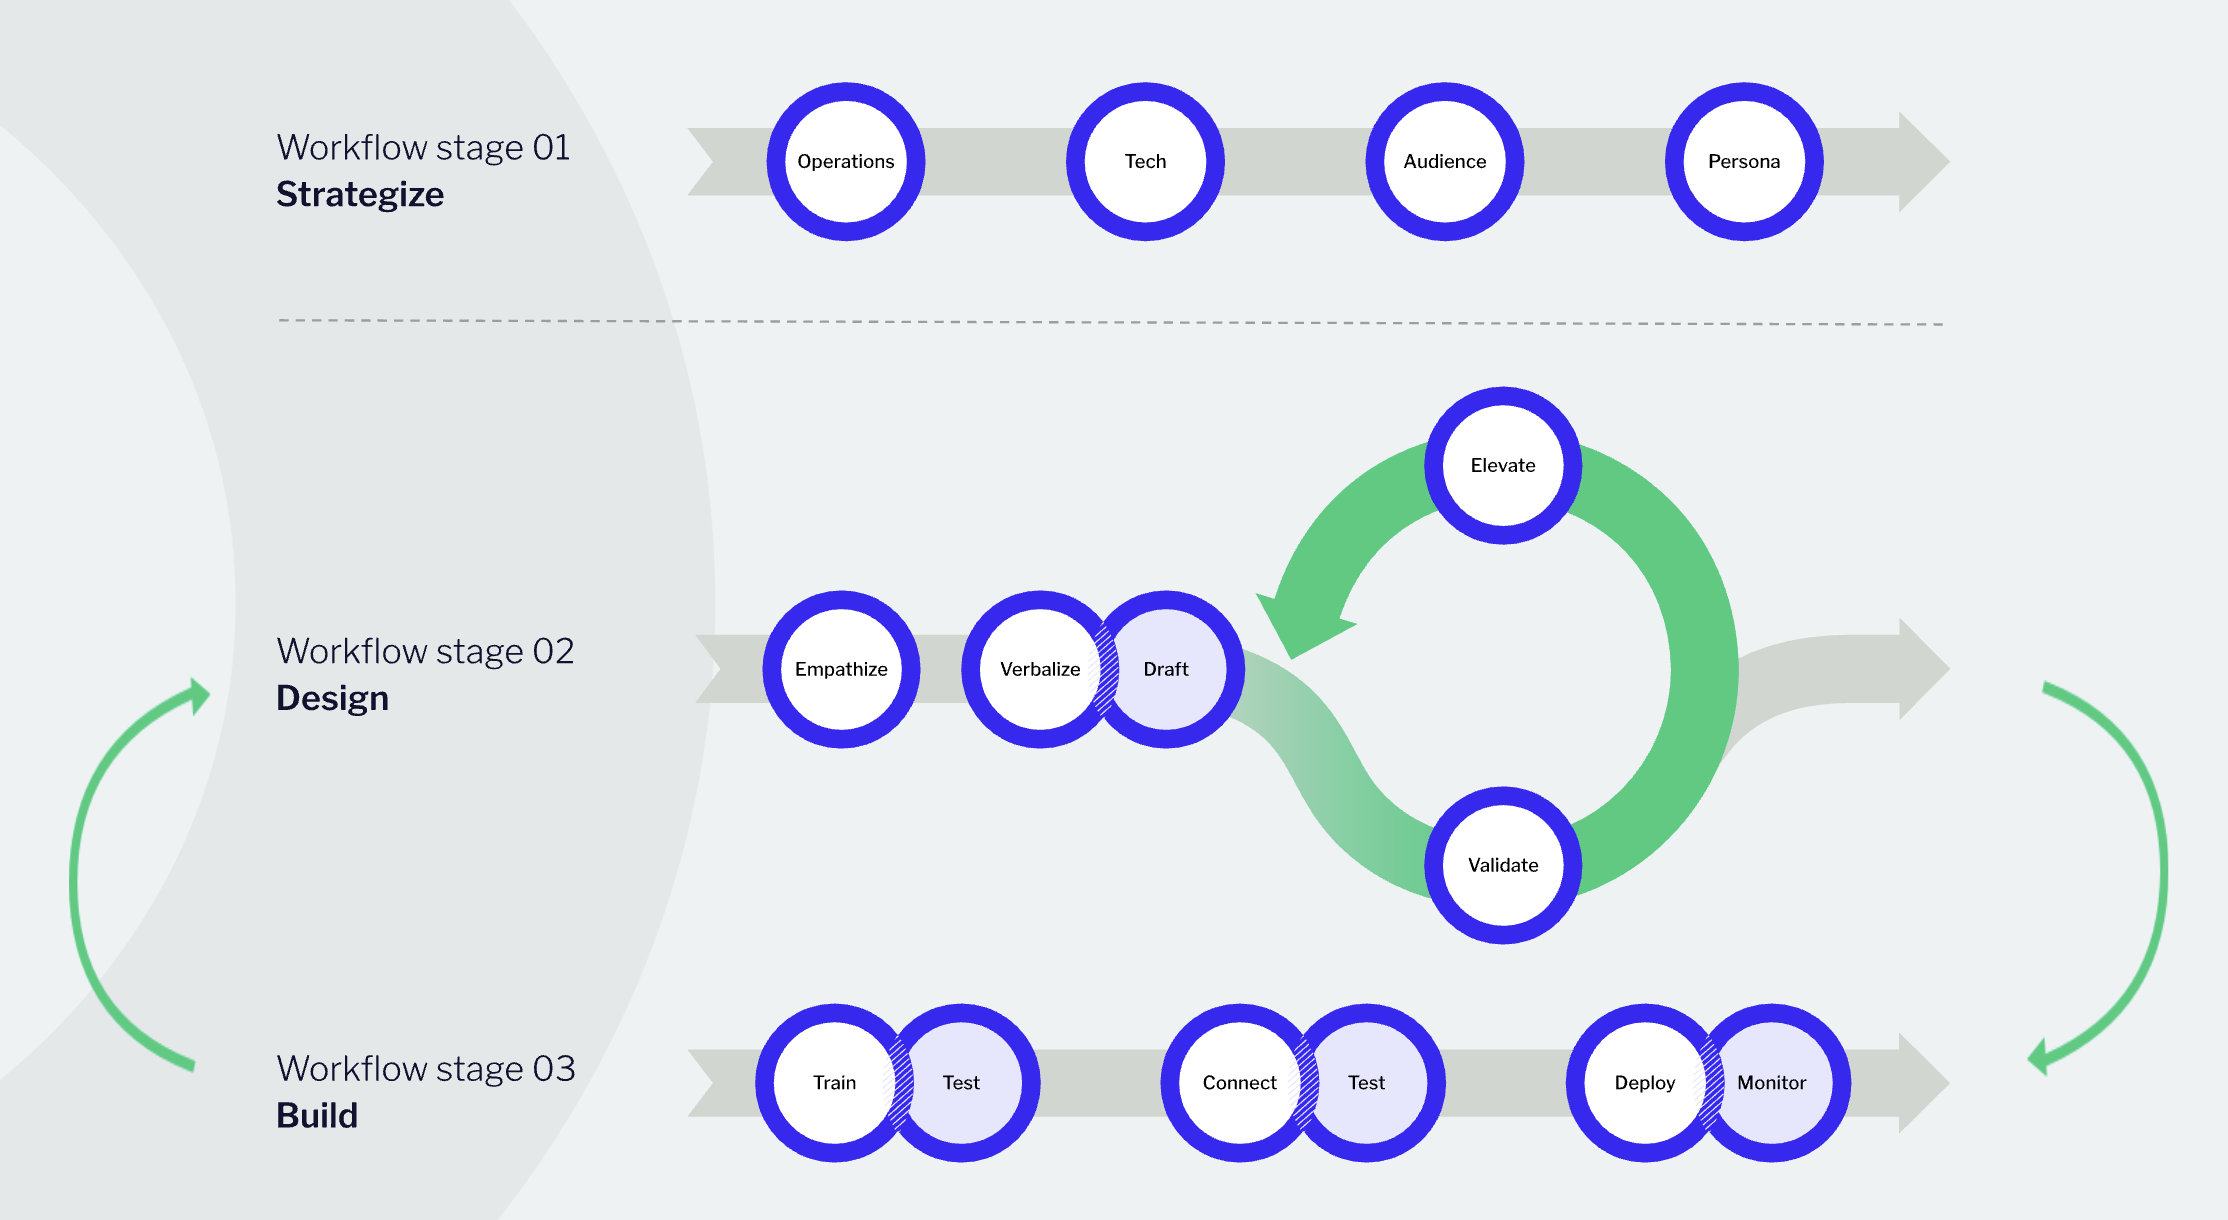 Workflow stage 01
Strategize
Operations
Tech
Audience
Persona
Workflow stage 02
Design
Empathize
Verbalize
Draft
Elevate
Validate
Workflow stage 03
Build
Train
Test
Connect
Test
Deploy
Monitor